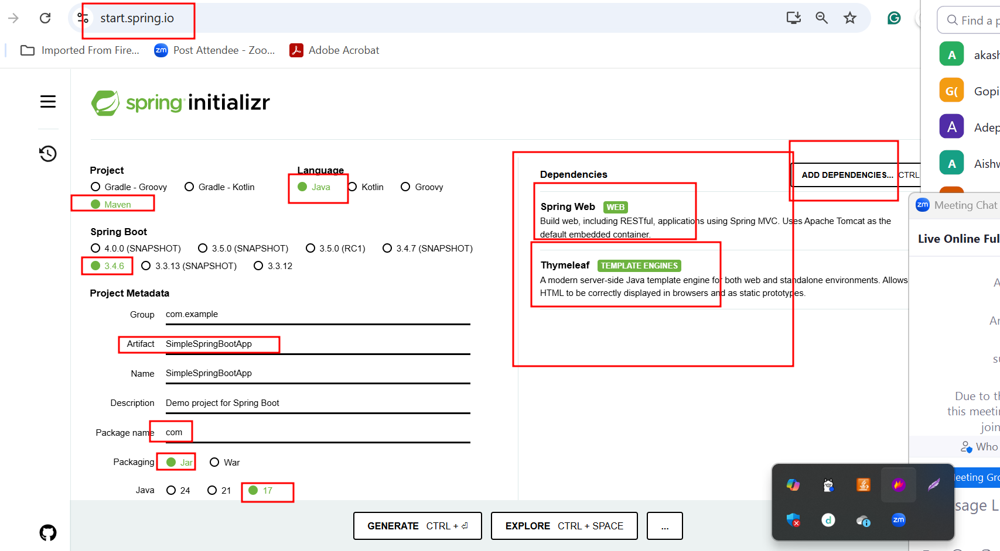 start.spring.io
Find a p
Imported From Fire...
zm Post Attendee - Zoo...
Adobe Acrobat
A akash
G( Gopi
A Adep
A Aishw
spring initializr
Project
Gradle - Groovy
Gradle - Kotlin
Maven
Language
Java
Kotlin
Groovy
Spring Boot
4.0.0 (SNAPSHOT)
3.5.0 (SNAPSHOT)
3.5.0 (RC1)
3.4.7 (SNAPSHOT)
3.4.6
3.3.13 (SNAPSHOT)
3.3.12
Project Metadata
Group com.example
Artifact SimpleSpringBootApp
Name SimpleSpringBootApp
Description Demo project for Spring Boot
Package name com
Packaging Jar War
Java 24 21 17
Dependencies
ADD DEPENDENCIES... CTRL
Spring Web WEB
Build web, including RESTful, applications using Spring MVC. Uses Apache Tomcat as the
default embedded container.
Thymeleaf TEMPLATE ENGINES
A modern server-side Java template engine for both web and standalone environments. Allows
HTML to be correctly displayed in browsers and as static prototypes.
GENERATE CTRL + ⏎
EXPLORE CTRL + SPACE
...
zm Meeting Chat
Live Online Ful
A
Ar
su
Due to th
this meetin
join
Who
eeting Gro
sage L
zm